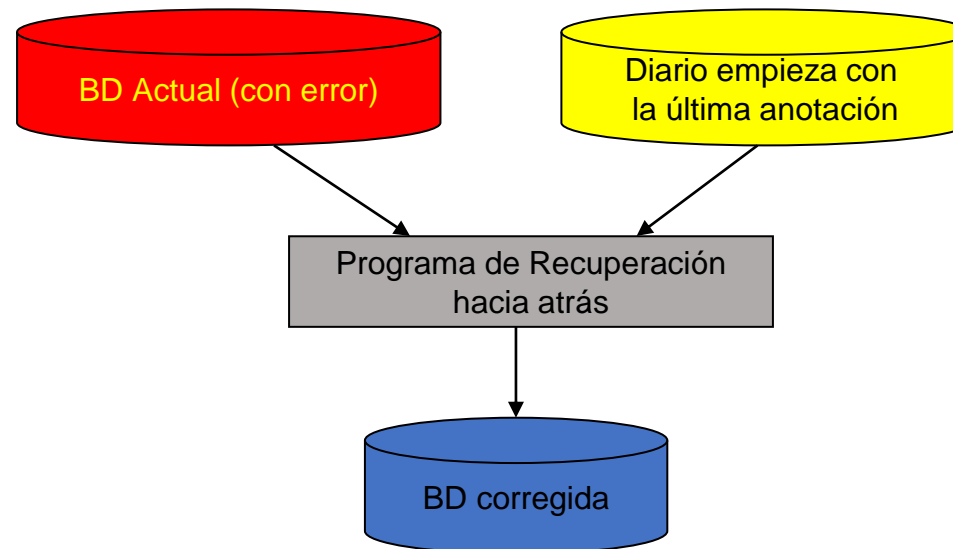 BD Actual (con error)
Diario empieza con
la última anotación
Programa de Recuperación
hacia atrás
BD corregida